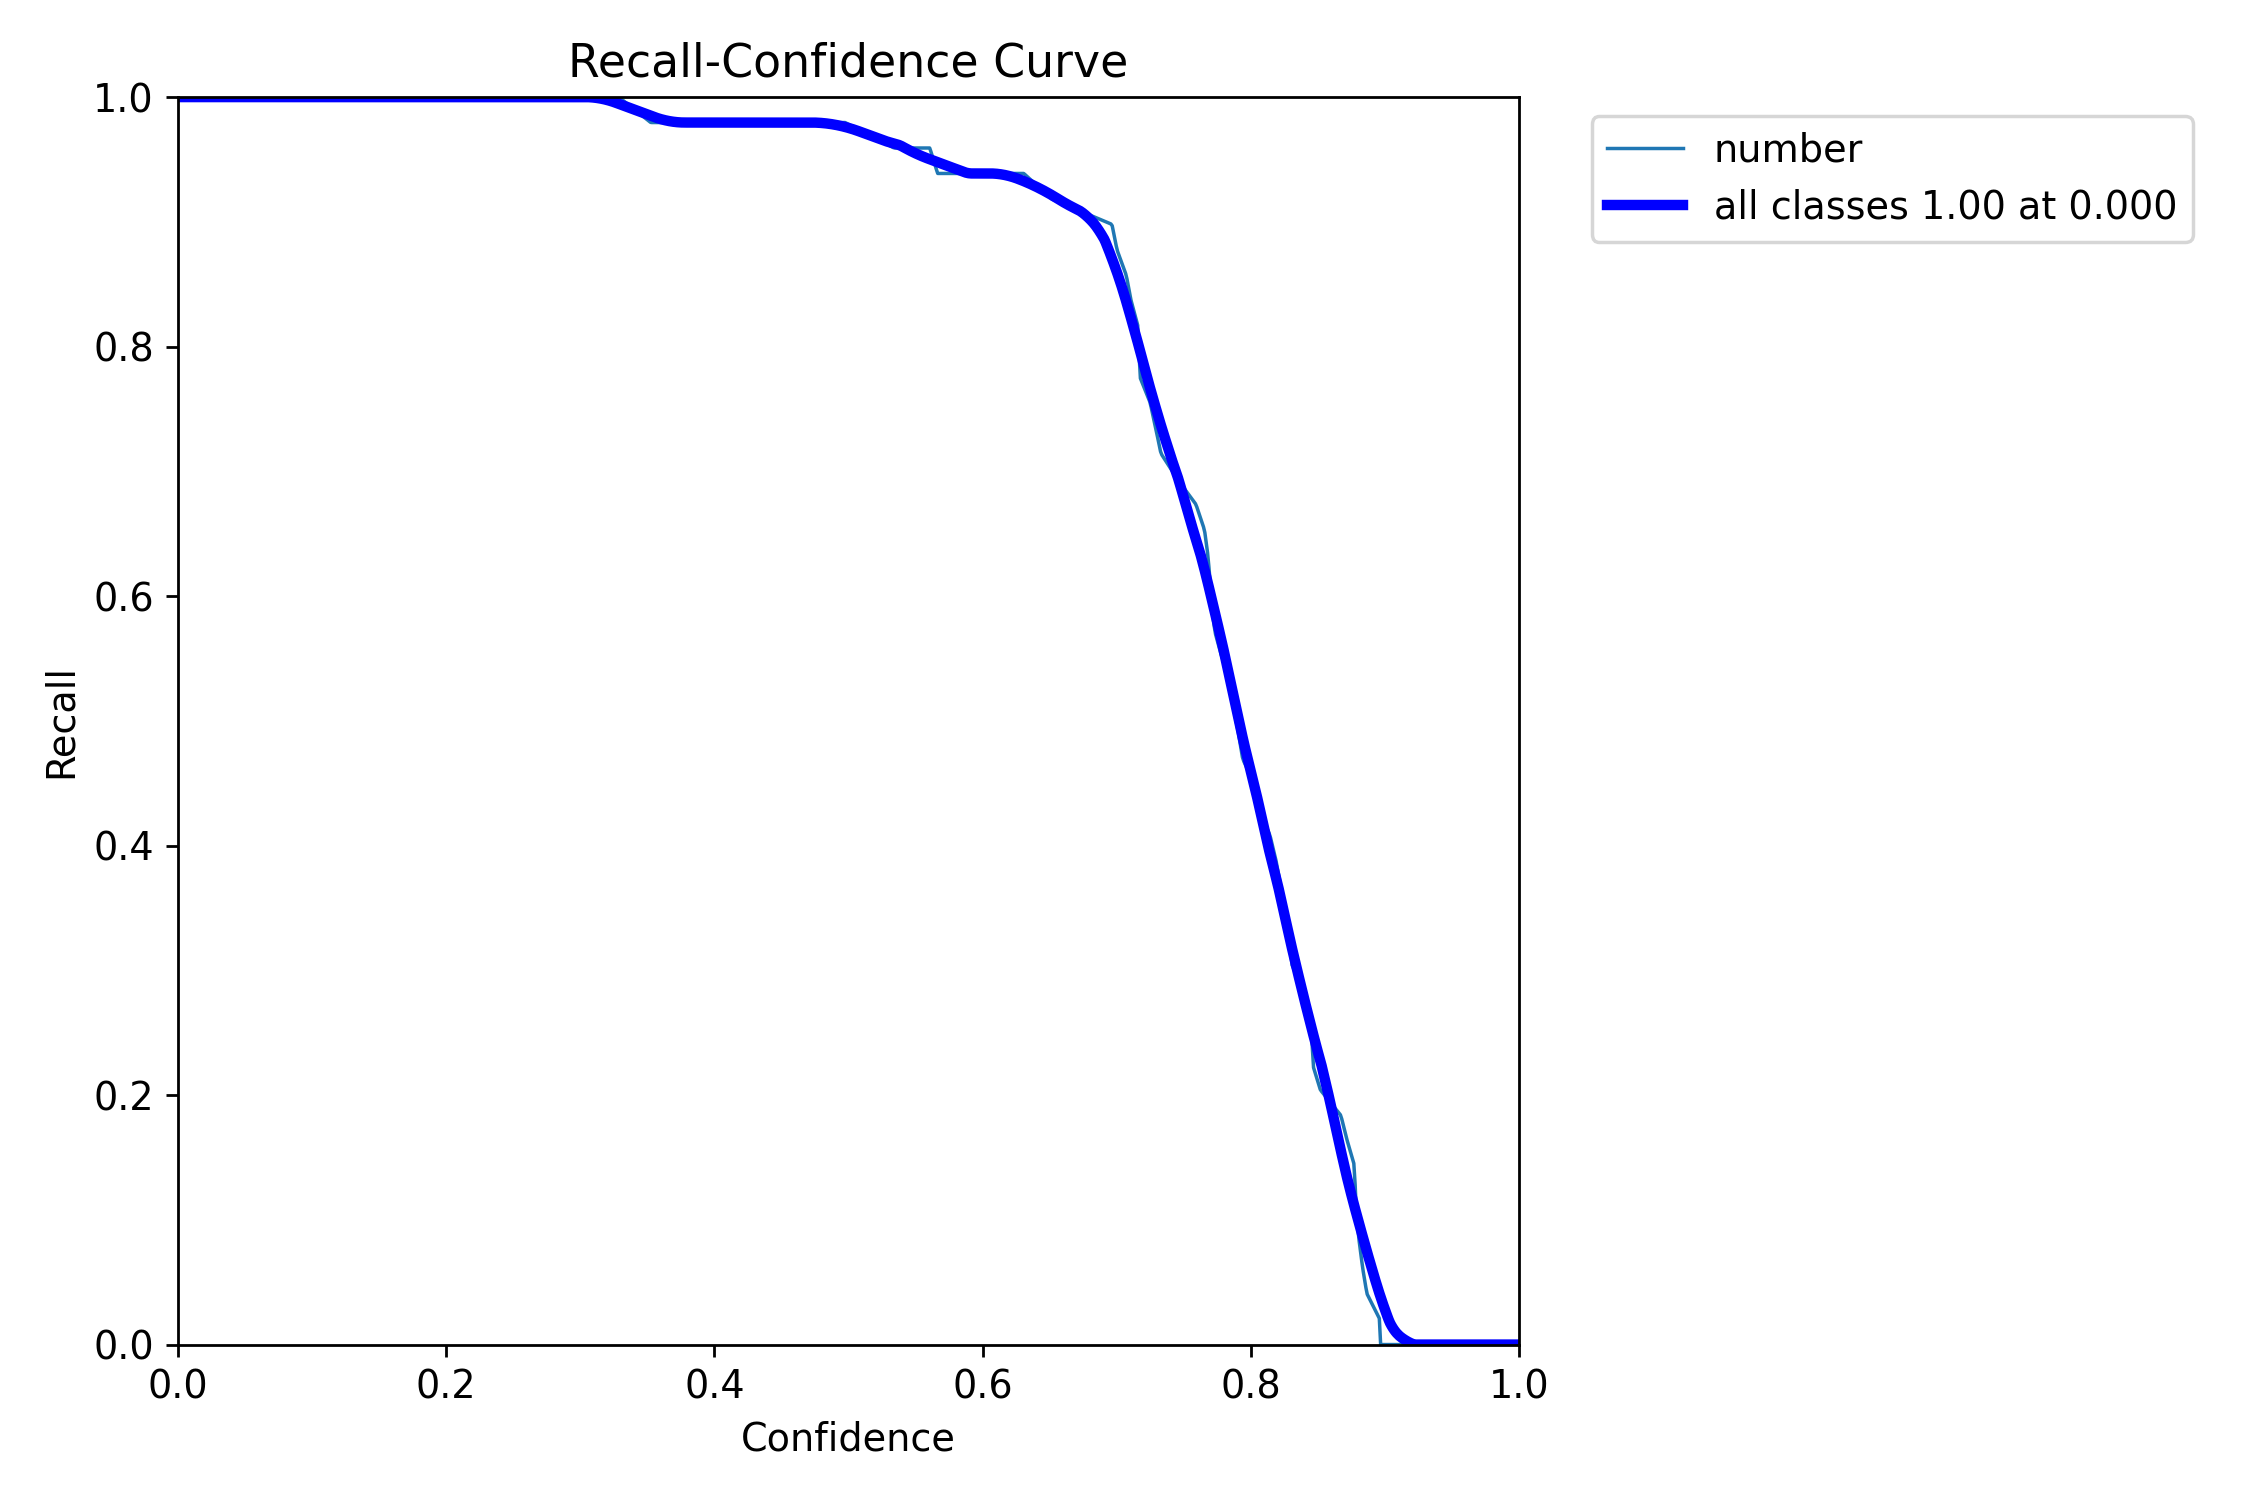 Recall-Confidence Curve
1.0
0.8
0.6
0.4
0.2
0.0
Recall
0.0 0.2 0.4 0.6 0.8 1.0
Confidence
number
all classes 1.00 at 0.000